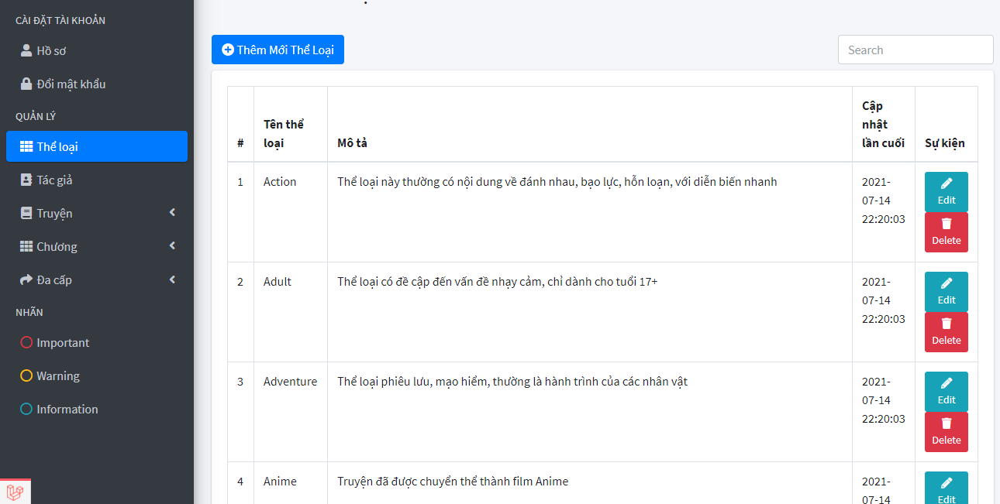 CÀI ĐẶT TÀI KHOẢN
Hồ sơ
Đổi mật khẩu
QUẢN LÝ
Thể loại
Tác giả
Truyện
Chương
Đa cấp
NHÃN
Important
Warning
Information
Thêm Mới Thể Loại
Search
# Tên thể loại Mô tả Cập nhật lần cuối Sự kiện
1 Action Thể loại này thường có nội dung về đánh nhau, bạo lực, hỗn loạn, với diễn biến nhanh 2021-
07-14
22:20:03
Edit
Delete
2 Adult Thể loại có đề cập đến vấn đề nhạy cảm, chỉ dành cho tuổi 17+ 2021-
07-14
22:20:03
Edit
Delete
3 Adventure Thể loại phiêu lưu, mạo hiểm, thường là hành trình của các nhân vật 2021-
07-14
22:20:03
Edit
Delete
4 Anime Truyện đã được chuyển thể thành film Anime 2021-
07-14
Edit